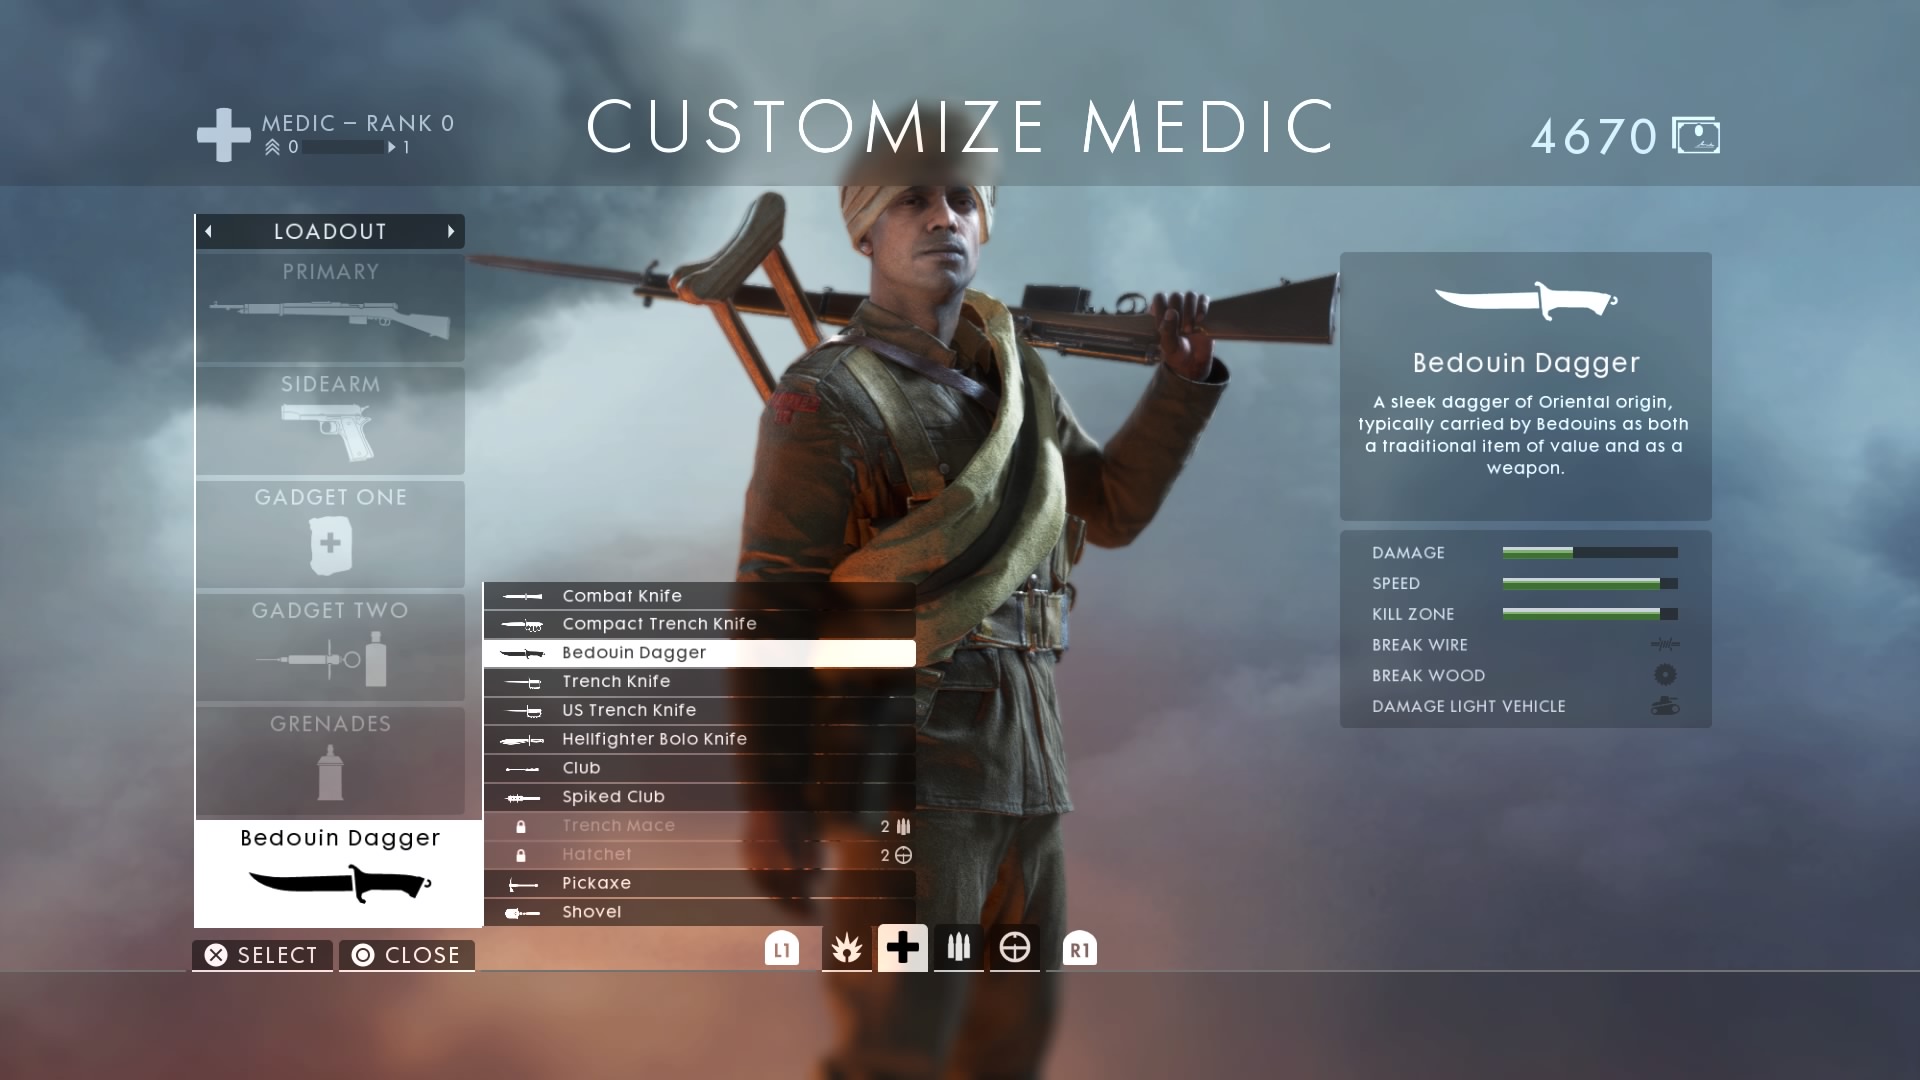 MEDIC – RANK 0
0 1
CUSTOMIZE MEDIC
4670
LOADOUT
PRIMARY
SIDEARM
GADGET ONE
GADGET TWO
GRENADES
Bedouin Dagger
Combat Knife
Compact Trench Knife
Bedouin Dagger
Trench Knife
US Trench Knife
Hellfighter Bolo Knife
Club
Spiked Club
Trench Mace 2
Hatchet 2
Pickaxe
Shovel
Bedouin Dagger
A sleek dagger of Oriental origin,
typically carried by Bedouins as both
a traditional item of value and as a
weapon.
DAMAGE
SPEED
KILL ZONE
BREAK WIRE
BREAK WOOD
DAMAGE LIGHT VEHICLE
SELECT CLOSE
L1 R1